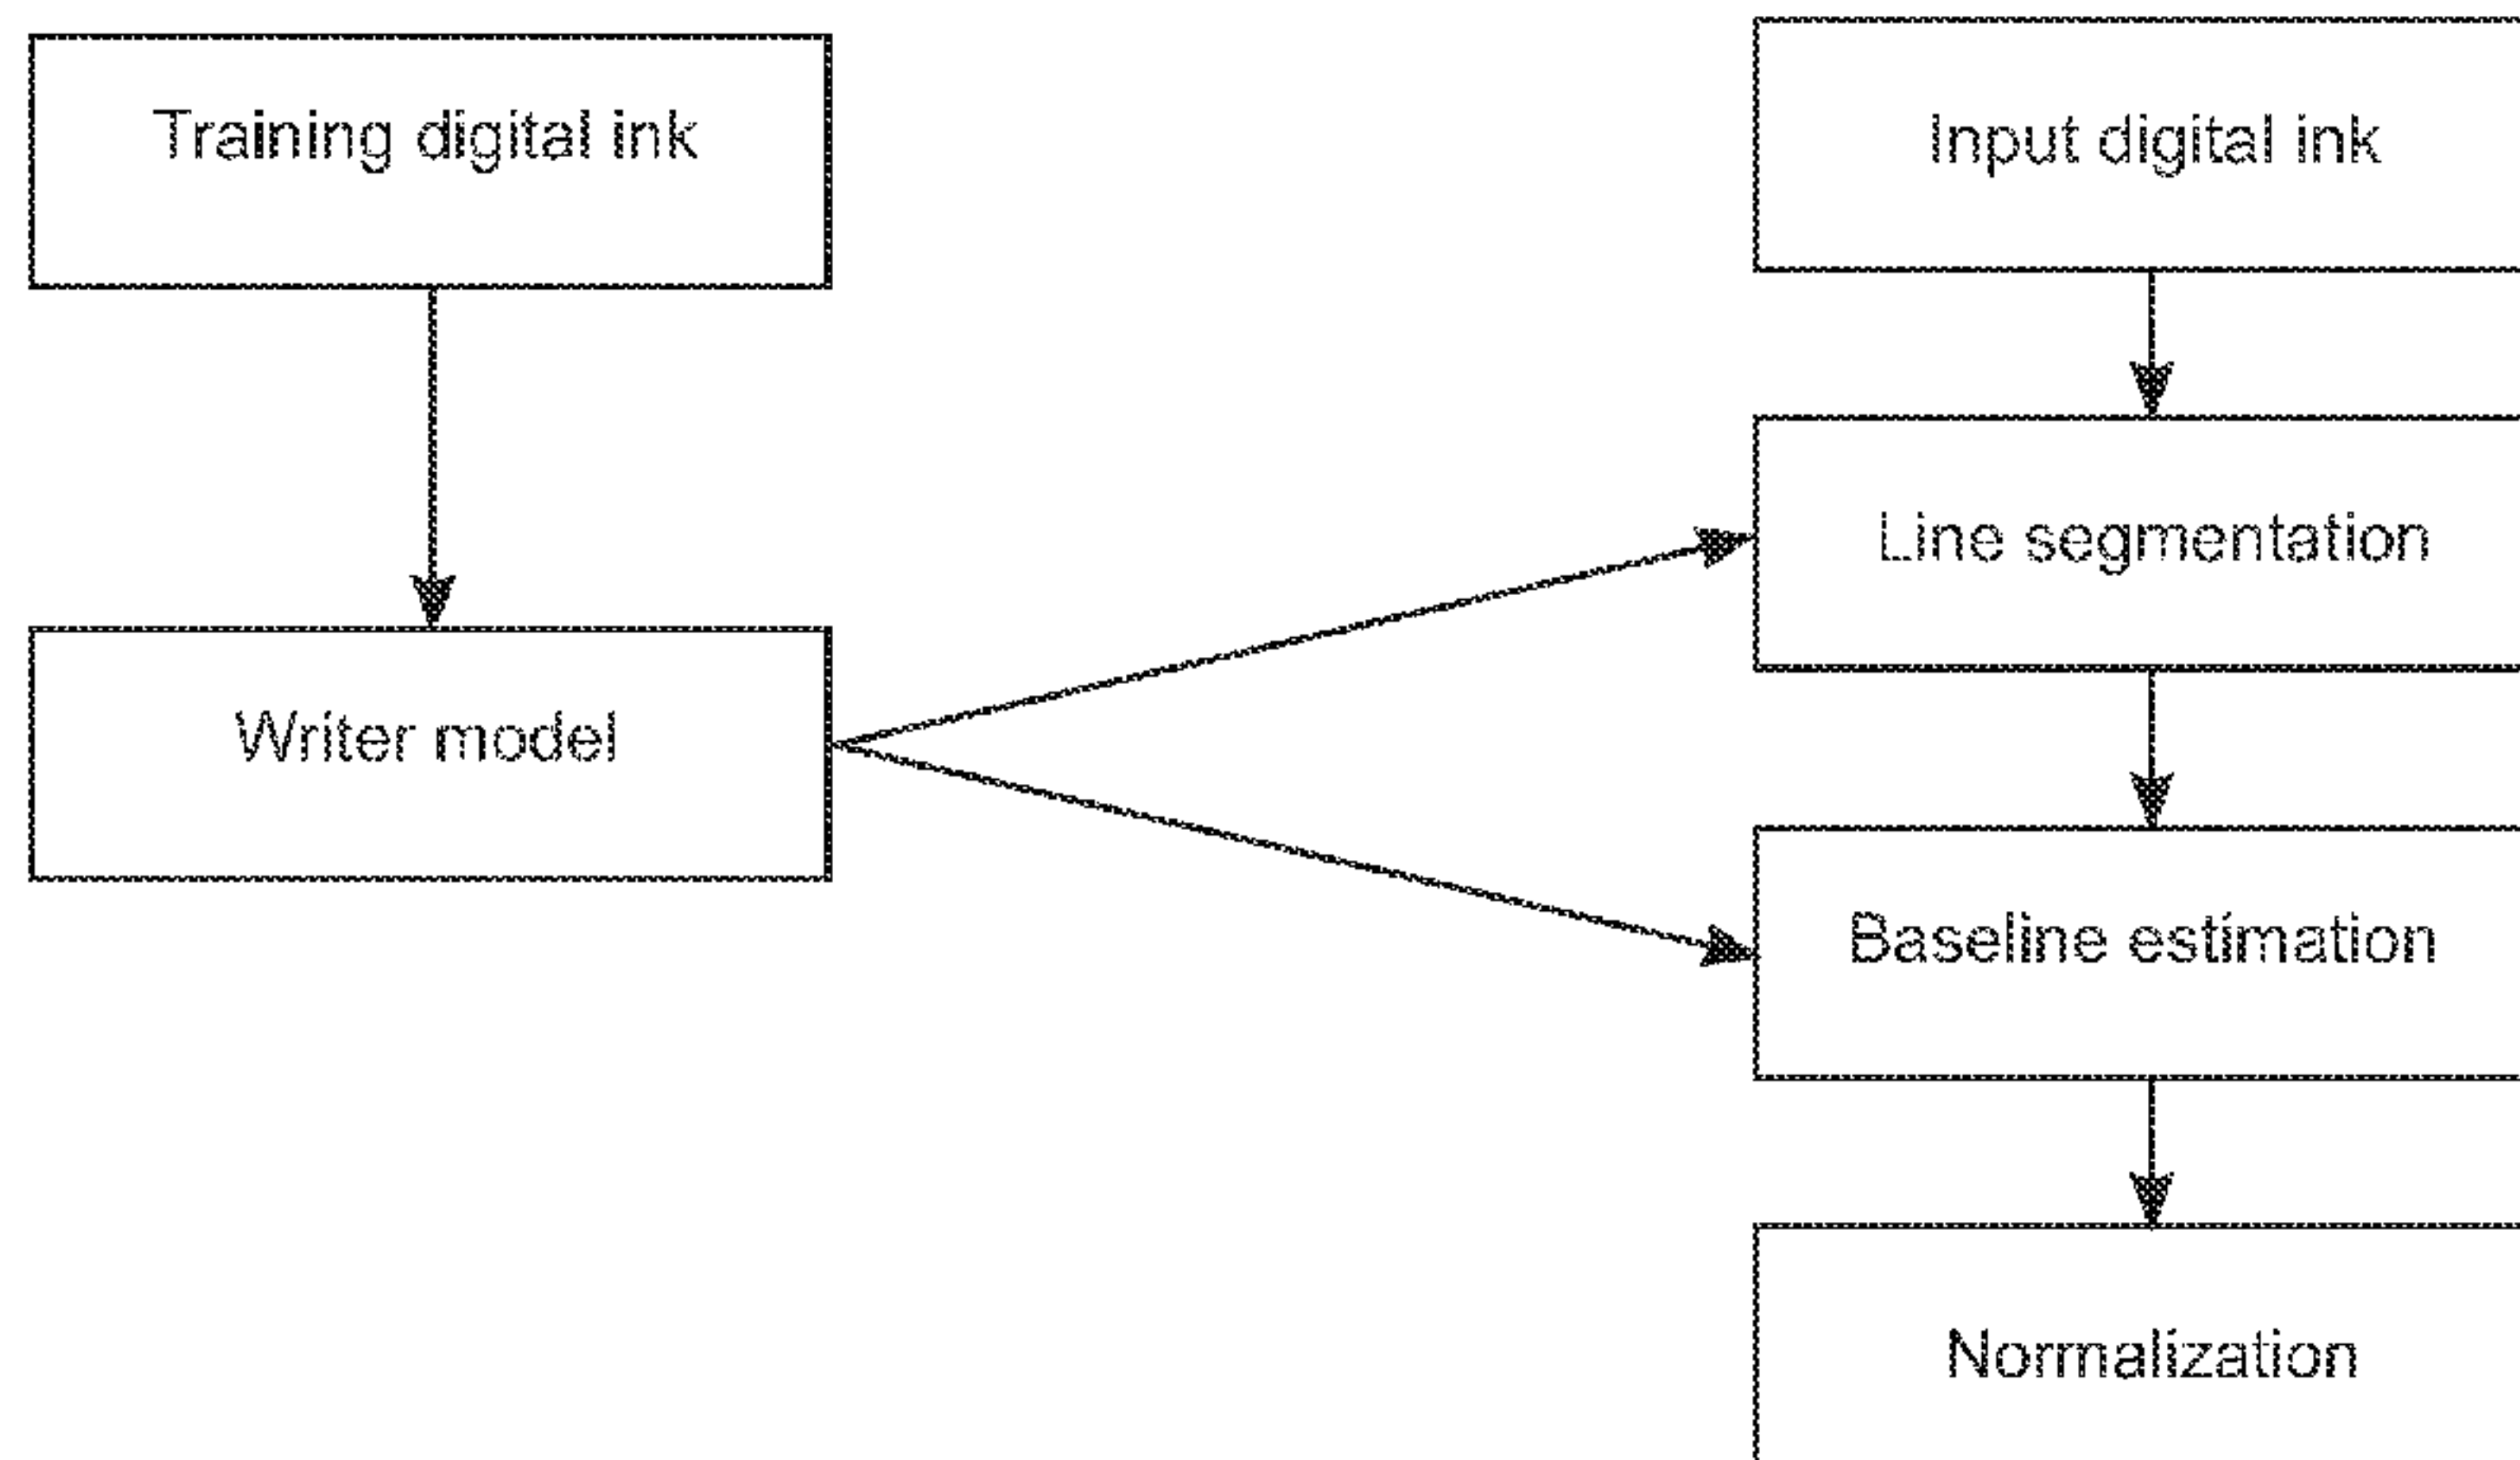 Training digital ink
Writer model
Input digital ink
Line segmentation
Baseline estimation
Normalization